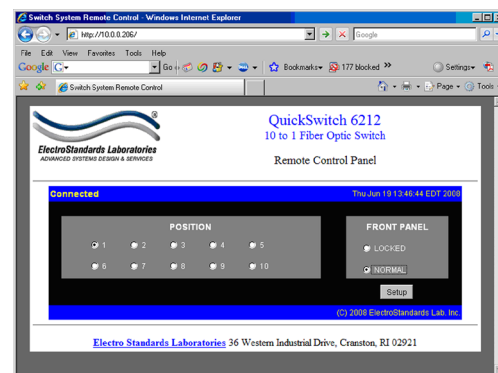 Switch System Remote Control - Windows Internet Explorer
http://10.0.0.206/
Google
File Edit View Favorites Tools Help
Google G Go Bookmarks 177 blocked >> Settings
Switch System Remote Control Page Tools
ElectroStandards Laboratories
ADVANCED SYSTEMS DESIGN & SERVICES
QuickSwitch 6212
10 to 1 Fiber Optic Switch
Remote Control Panel
Connected Thu Jun 19 13:46:44 EDT 2008
POSITION
1 2 3 4 5
6 7 8 9 10
FRONT PANEL
LOCKED
NORMAL
Setup
(C) 2008 ElectroStandards Lab. Inc.
Electro Standards Laboratories 36 Western Industrial Drive, Cranston, RI 02921